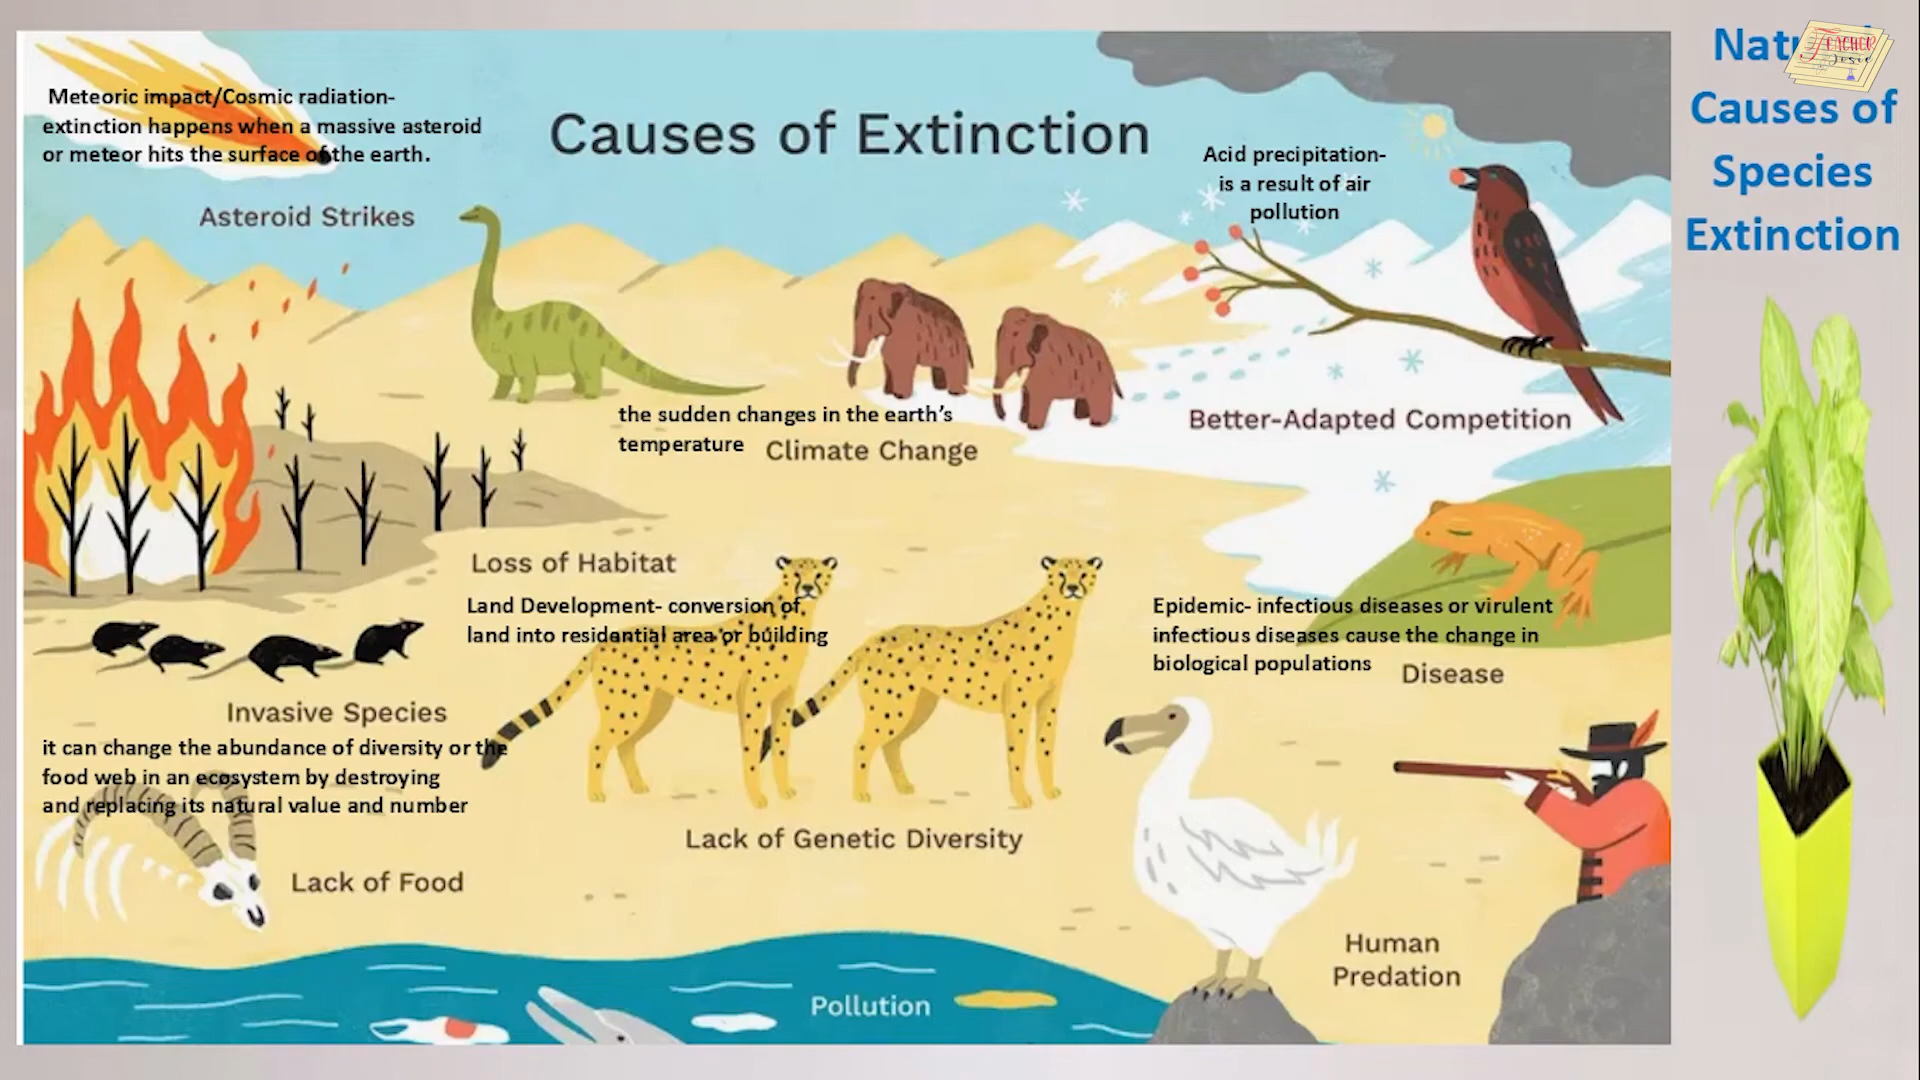 Meteoric impact/Cosmic radiation-
extinction happens when a massive asteroid
or meteor hits the surface of the earth.
Asteroid Strikes
Causes of Extinction
Acid precipitation-
is a result of air
pollution
the sudden changes in the earth's
temperature
Climate Change
Better-Adapted Competition
Loss of Habitat
Land Development- conversion of
land into residential area or building
Epidemic- infectious diseases or virulent
infectious diseases cause the change in
biological populations
Disease
Invasive Species
it can change the abundance of diversity or the
food web in an ecosystem by destroying
and replacing its natural value and number
Lack of Genetic Diversity
Lack of Food
Human
Predation
Pollution
Causes of
Species
Extinction
TEACHER
Josie